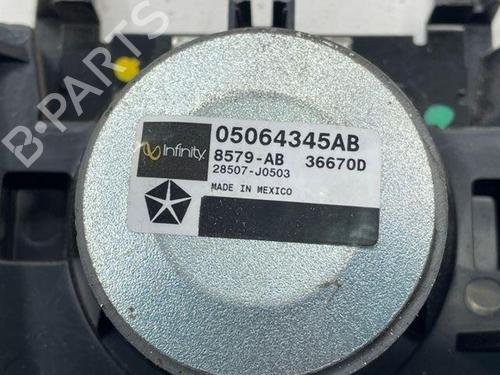 B-PARTS
Infinity 05064345AB
8579-AB 36670D
28507-J0503
MADE IN MEXICO